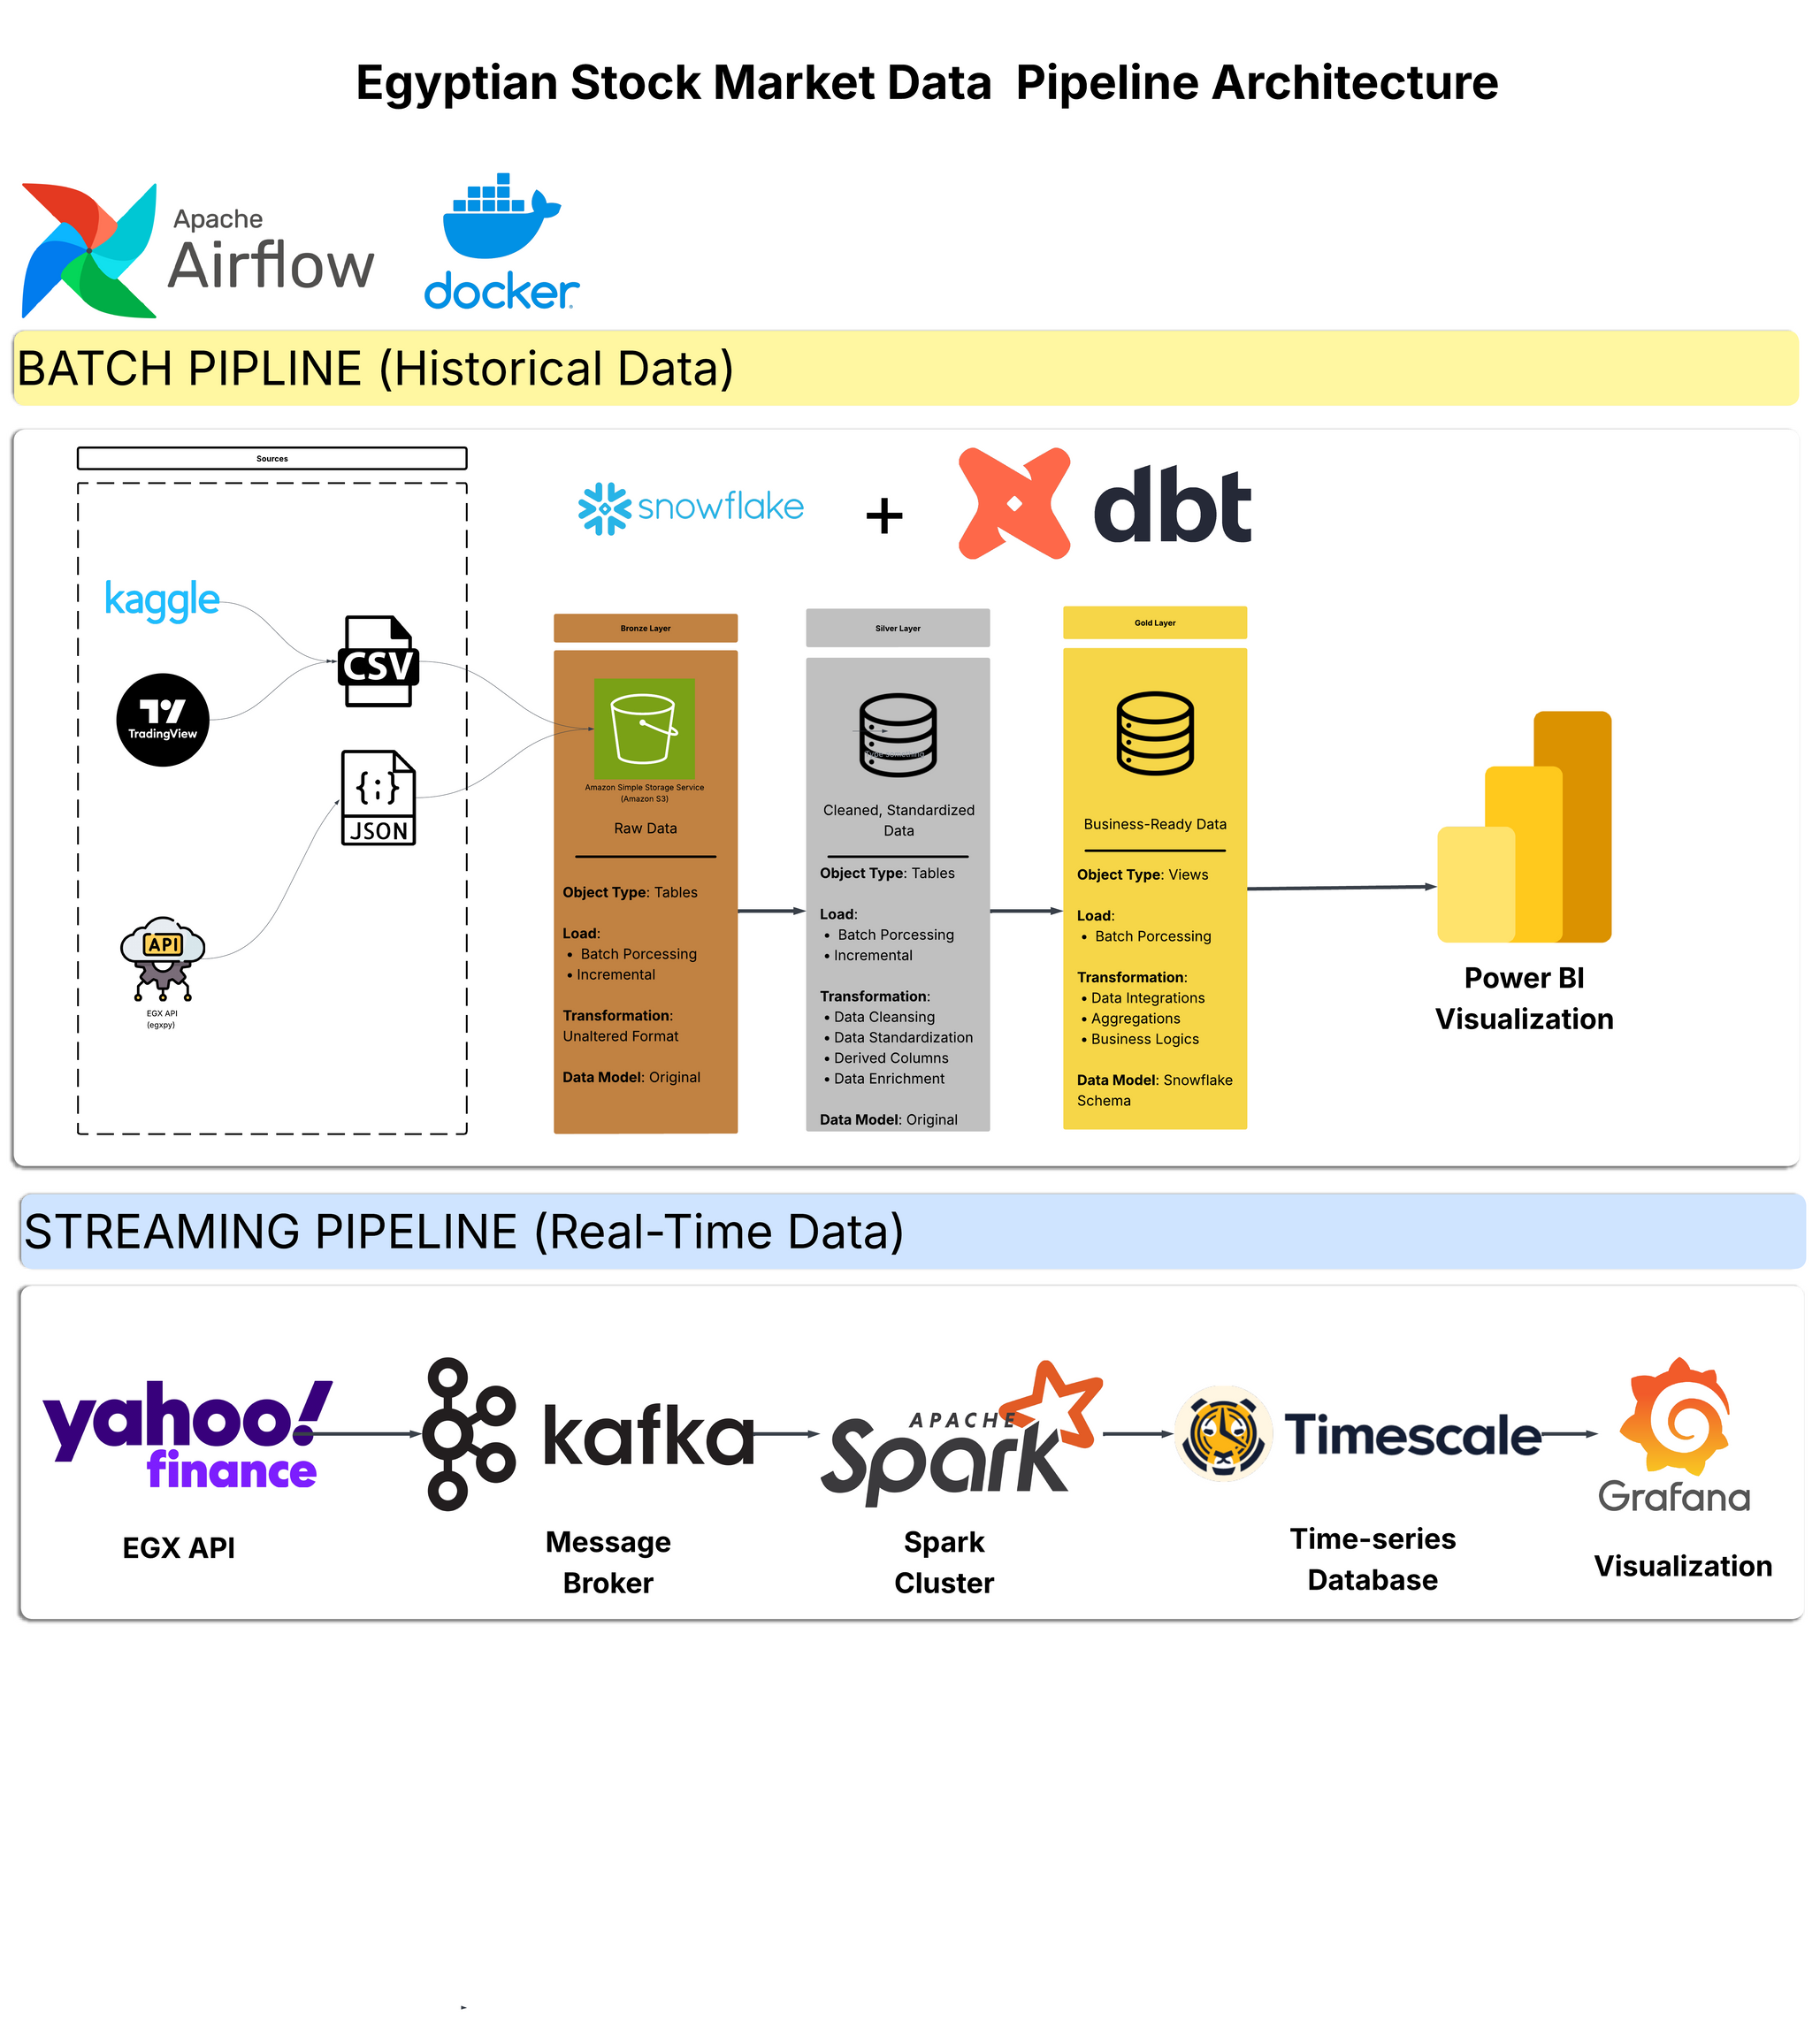 Egyptian Stock Market Data  Pipeline Architecture
Apache
Airflow
docker
BATCH PIPLINE (Historical Data)
Sources
kaggle
TradingView
CSV
{;}
JSON
API
EGX API
(egxpy)
snowflake
+
dbt
Bronze Layer
Amazon Simple Storage Service
(Amazon S3)
Raw Data
Object Type: Tables
Load:
• Batch Porcessing
• Incremental
Transformation:
Unaltered Format
Data Model: Original
Silver Layer
Cleaned, Standardized
Data
Object Type: Tables
Load:
• Batch Porcessing
• Incremental
Transformation:
• Data Cleansing
• Data Standardization
• Derived Columns
• Data Enrichment
Data Model: Original
Gold Layer
Business-Ready Data
Object Type: Views
Load:
• Batch Porcessing
Transformation:
• Data Integrations
• Aggregations
• Business Logics
Data Model: Snowflake
Schema
Power BI
Visualization
STREAMING PIPELINE (Real-Time Data)
yahoo!
finance
EGX API
kafka
Message
Broker
APACHE
Spark
Spark
Cluster
Timescale
Time-series
Database
Grafana
Visualization